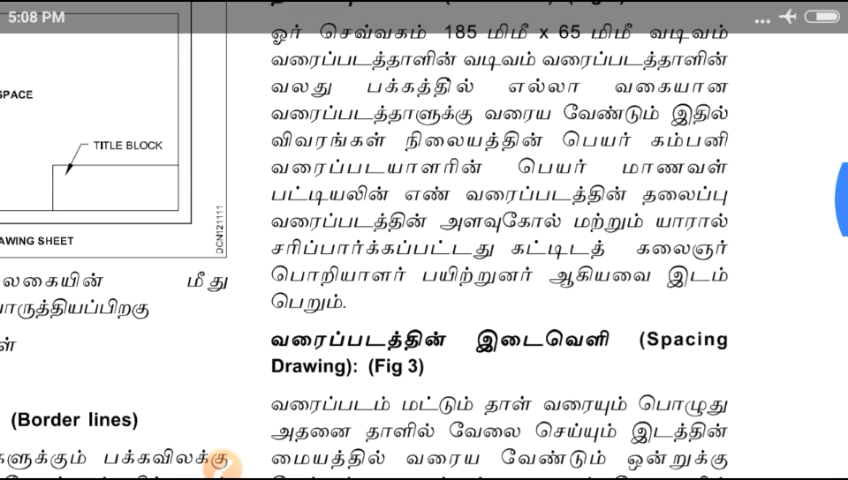 5:08 PM
SPACE
TITLE BLOCK
AWING SHEET
DCN121111
லகையின் மீது
ாருத்தியப்பிறகு
ள்
(Border lines)
களுக்கும் பக்கவிலக்கு
ஓர் செவ்வகம் 185 மிமீ x 65 மிமீ வடிவம்
வரைப்படத்தாளின் வடிவம் வரைப்படத்தாளின்
வலது பக்கத்தில் எல்லா வகையான
வரைப்படத்தாளுக்கு வரைய வேண்டும் இதில்
விவரங்கள் நிலையத்தின் பெயர் கம்பனி
வரைப்படயாளரின் பெயர் மாணவள்
பட்டியலின் எண் வரைப்படத்தின் தலைப்பு
வரைப்படத்தின் அளவுகோல் மற்றும் யாரால்
சரிப்பார்க்கப்பட்டது கட்டிடத் கலைஞர்
பொறியாளர் பயிற்றுனர் ஆகியவை இடம்
பெறும்.
வரைப்படத்தின் இடைவெளி (Spacing
Drawing): (Fig 3)
வரைப்படம் மட்டும் தாள் வரையும் பொழுது
அதனை தாளில் வேலை செய்யும் இடத்தின்
மையத்தில் வரைய வேண்டும் ஒன்றுக்கு